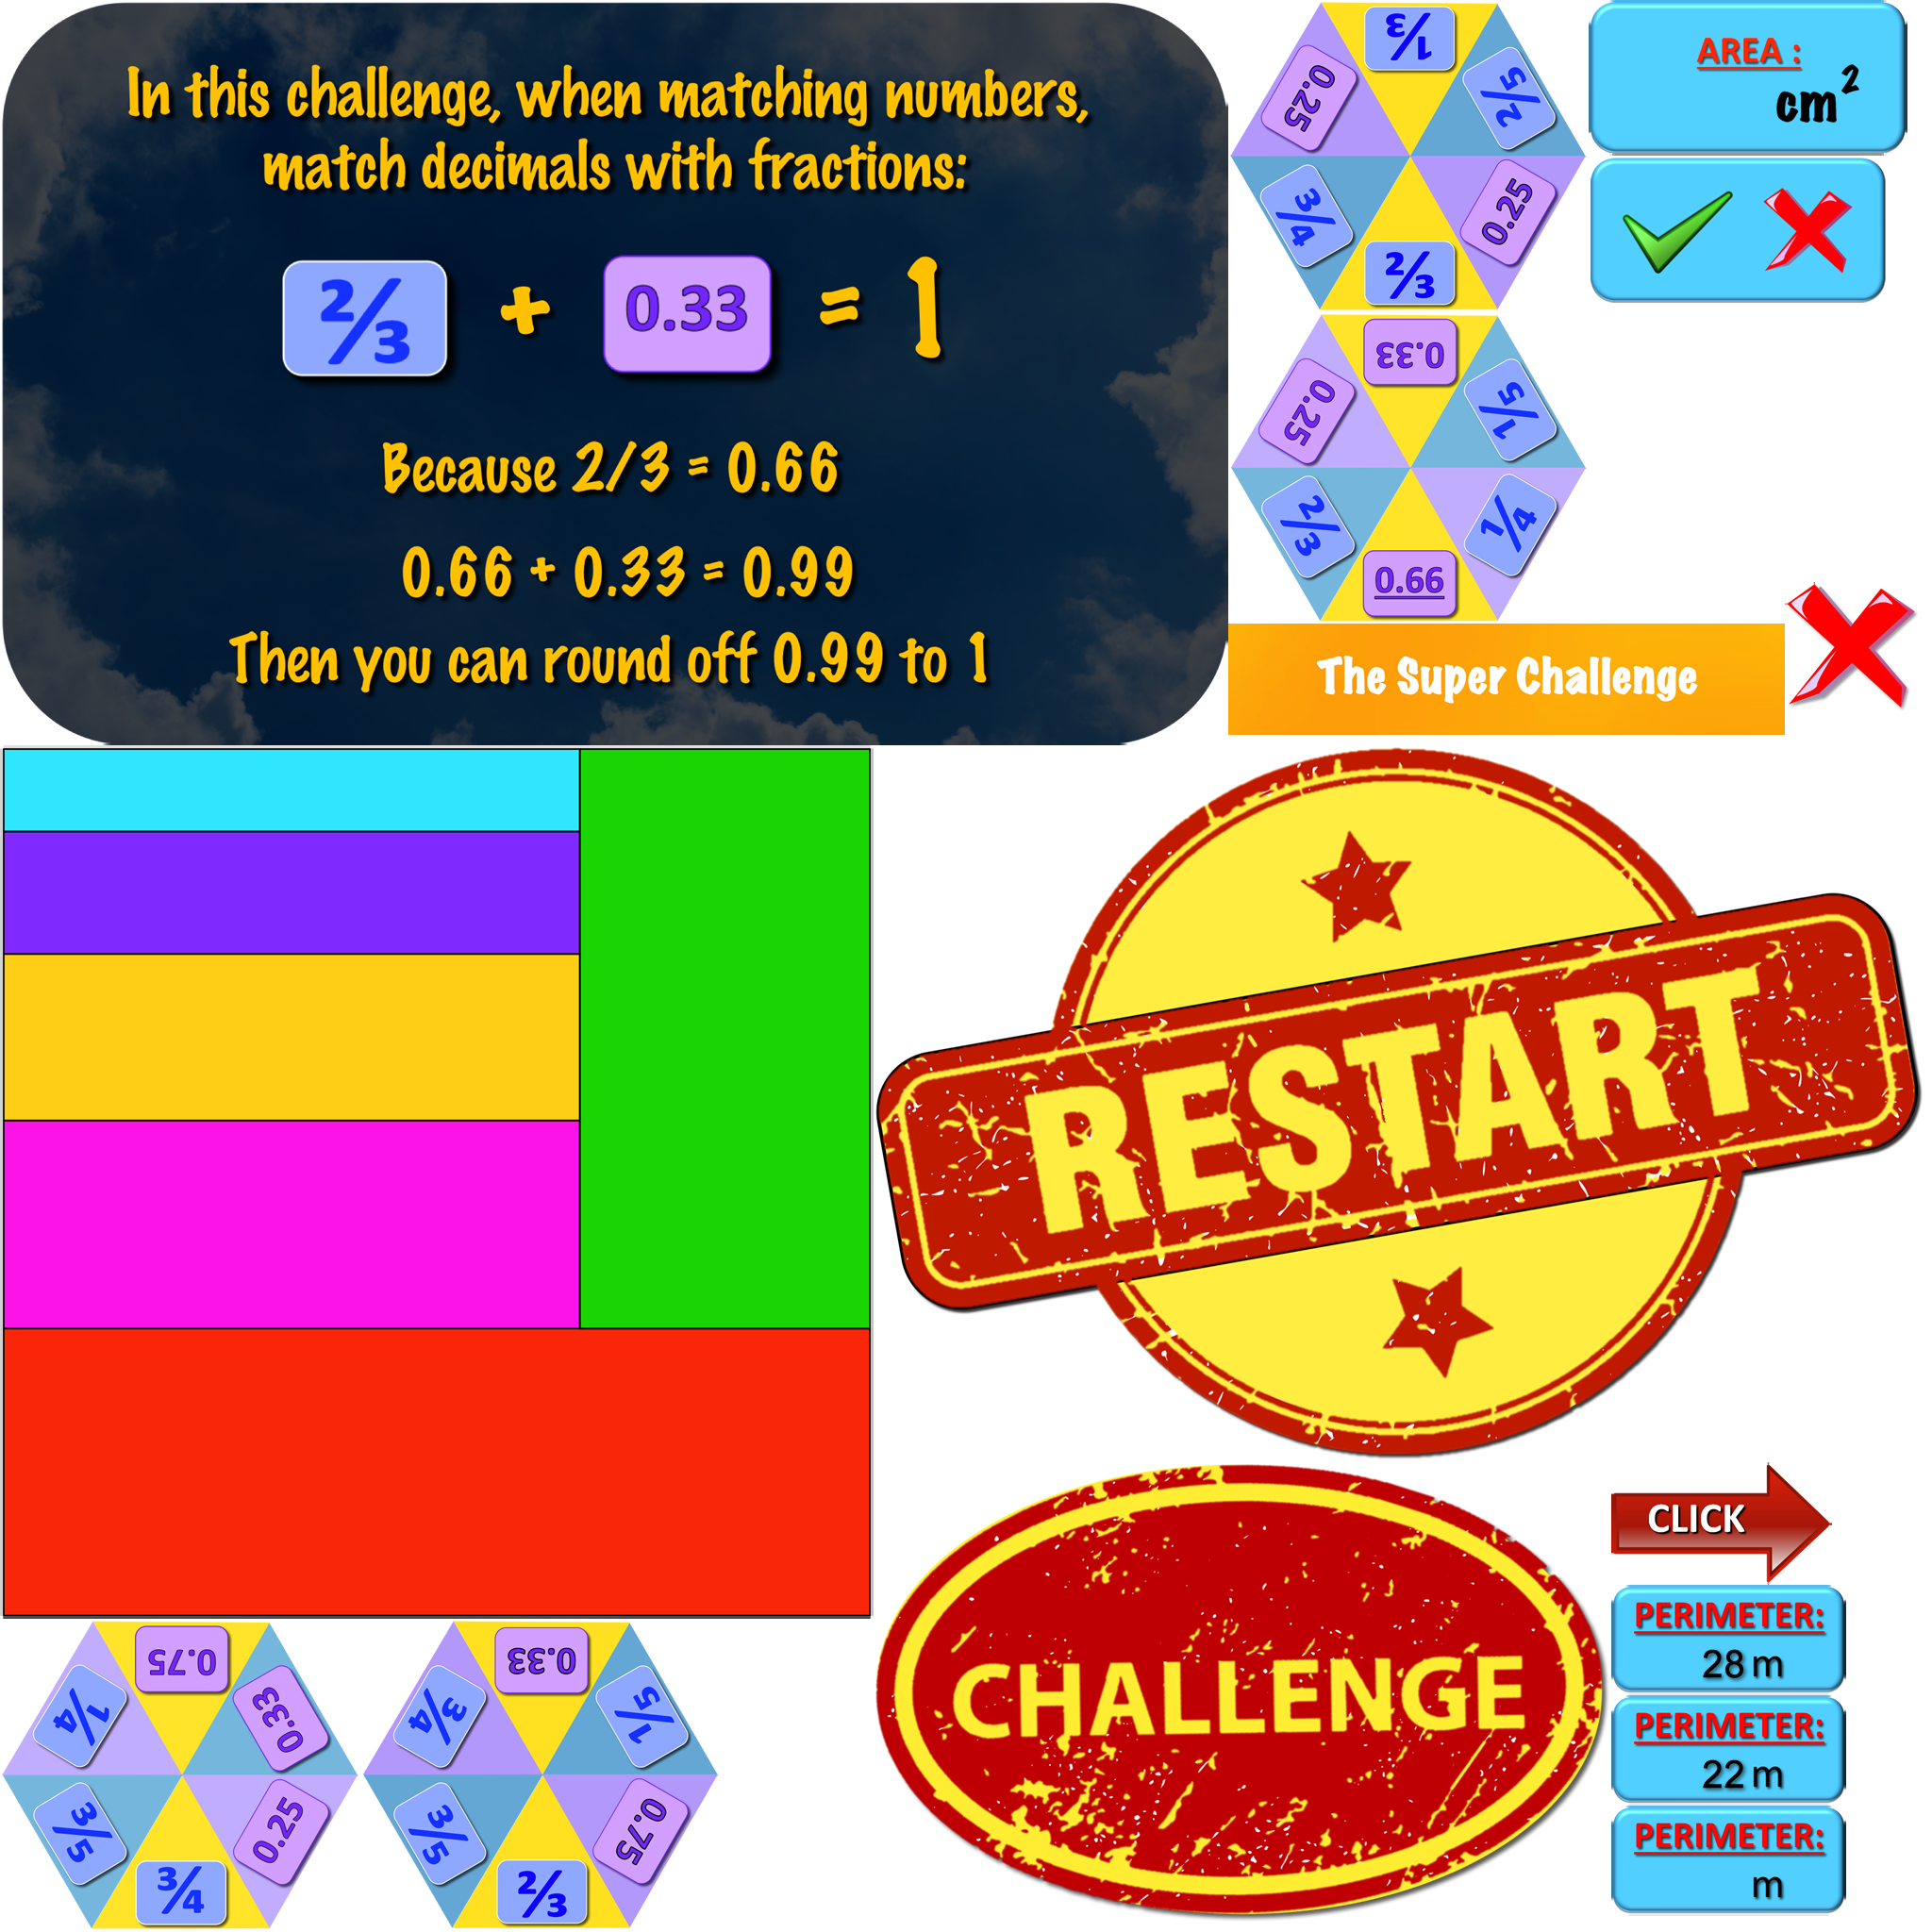 In this challenge, when matching numbers,
match decimals with fractions:
2/3 + 0.33 = 1
Because 2/3 = 0.66
0.66 + 0.33 = 0.99
Then you can round off 0.99 to 1
1/3
0.25
2/5
3/4
0.25
2/3
0.33
0.25
1/5
2/3
1/4
0.66
AREA :
cm²
The Super Challenge
RESTART
CHALLENGE
CLICK
PERIMETER:
28 m
PERIMETER:
22 m
PERIMETER:
m
0.75
1/4
0.33
3/5
0.25
3/4
0.33
3/4
1/5
3/5
0.75
2/3